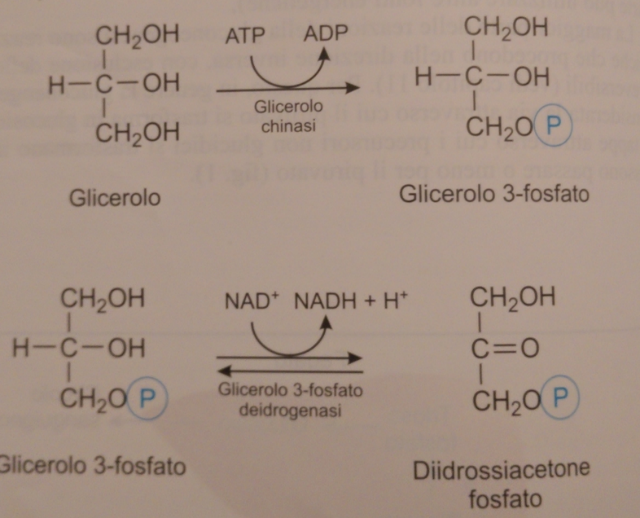 CH₂OH
ATP ADP
CH₂OH
H—C—OH
H—C—OH
Glicerolo
chinasi
CH₂OH
CH₂O P
Glicerolo
Glicerolo 3-fosfato
CH₂OH
NAD⁺ NADH + H⁺
CH₂OH
H—C—OH
C=O
CH₂O P
Glicerolo 3-fosfato
deidrogenasi
CH₂O P
Glicerolo 3-fosfato
Diidrossiacetone
fosfato